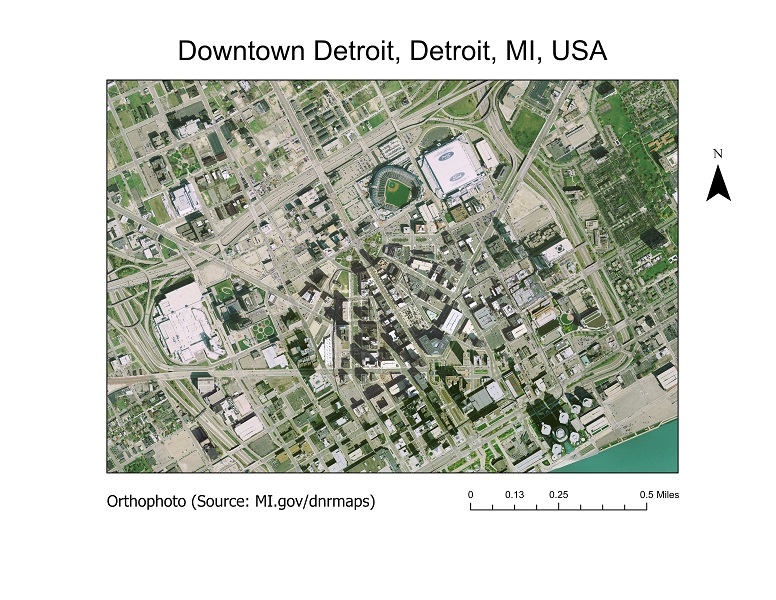 Downtown Detroit, Detroit, MI, USA
N
Orthophoto (Source: MI.gov/dnrmaps)
0 0.13 0.25 0.5 Miles